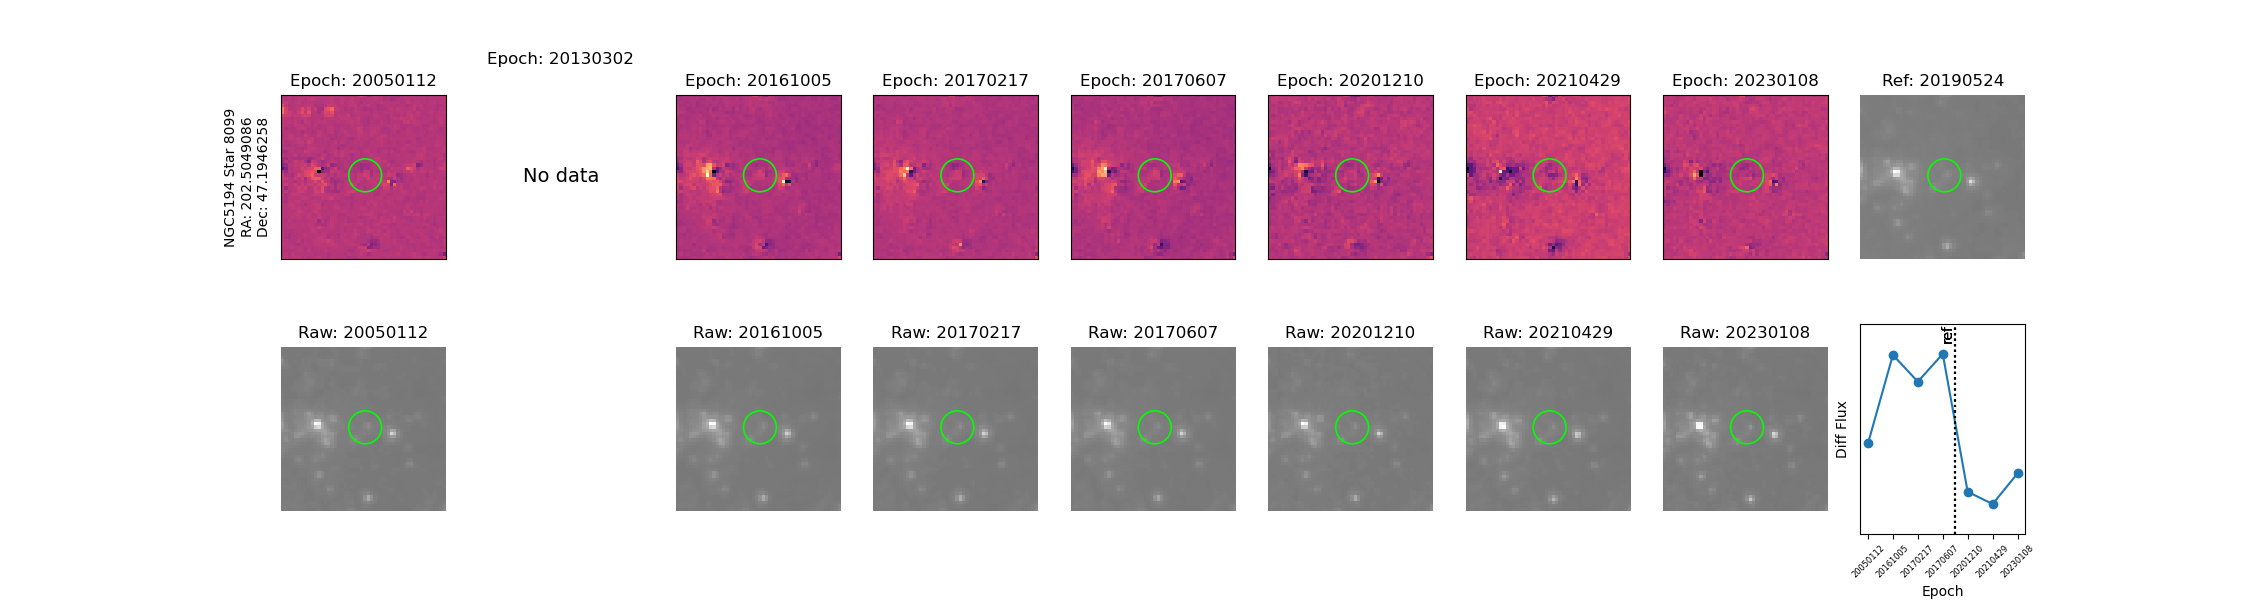 Epoch: 20050112
Epoch: 20130302
Epoch: 20161005
Epoch: 20170217
Epoch: 20170607
Epoch: 20201210
Epoch: 20210429
Epoch: 20230108
Ref: 20190524
NGC5194 Star 8099
RA: 202.5049086
Dec: 47.1946258
No data
Raw: 20050112
Raw: 20161005
Raw: 20170217
Raw: 20170607
Raw: 20201210
Raw: 20210429
Raw: 20230108
ref
Diff Flux
20050112
20161005
20170217
20170607
20201210
20210429
20230108
Epoch